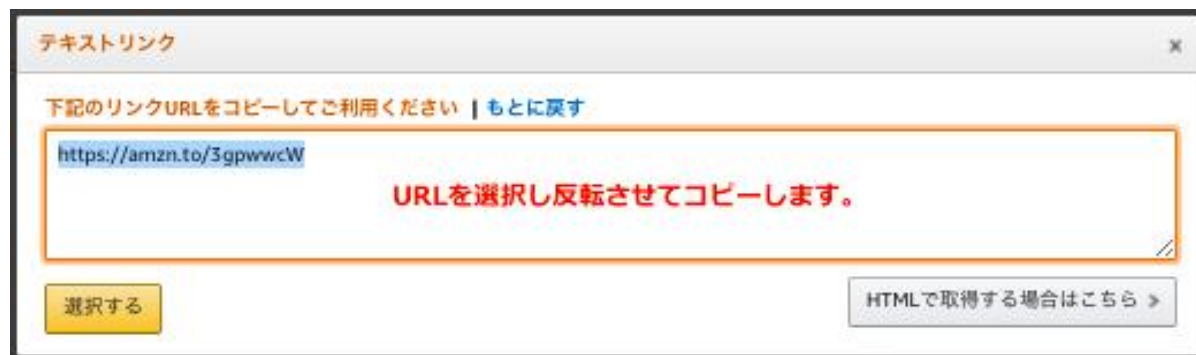 テキストリンク
×
下記のリンクURLをコピーしてご利用ください | もとに戻す
https://amzn.to/3gpwwcW
URLを選択し反転させてコピーします。
選択する
HTMLで取得する場合はこちら »